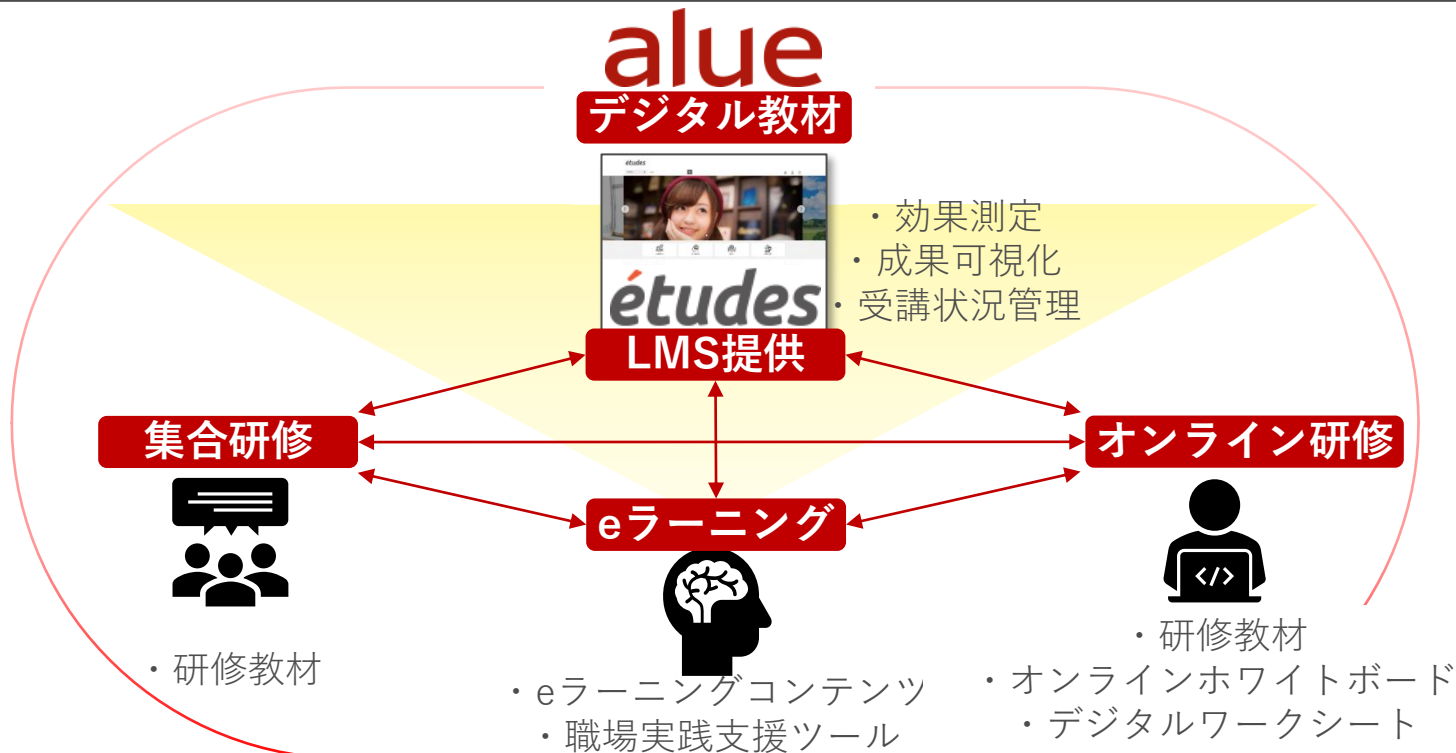 alue
デジタル教材
études
études
・効果測定
・成果可視化
・受講状況管理
LMS提供
集合研修
オンライン研修
eラーニング
</>
・研修教材
・eラーニングコンテンツ
・職場実践支援ツール
・研修教材
・オンラインホワイトボード
・デジタルワークシート